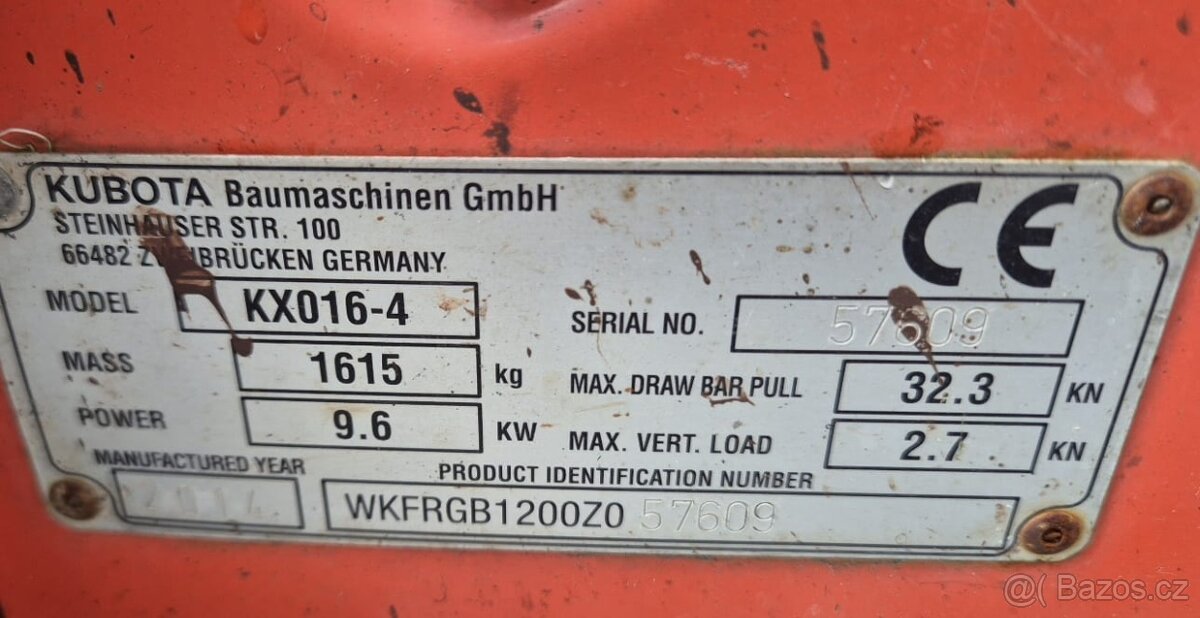 KUBOTA Baumaschinen GmbH
STEINHAUSER STR. 100
66482 ZWEIBRÜCKEN GERMANY
CE
MODEL KX016-4
SERIAL NO. 57609
MASS 1615 kg
MAX. DRAW BAR PULL 32.3 KN
POWER 9.6 KW
MAX. VERT. LOAD 2.7 KN
MANUFACTURED YEAR
PRODUCT IDENTIFICATION NUMBER
WKFRGB1200Z057609
Bazos.cz